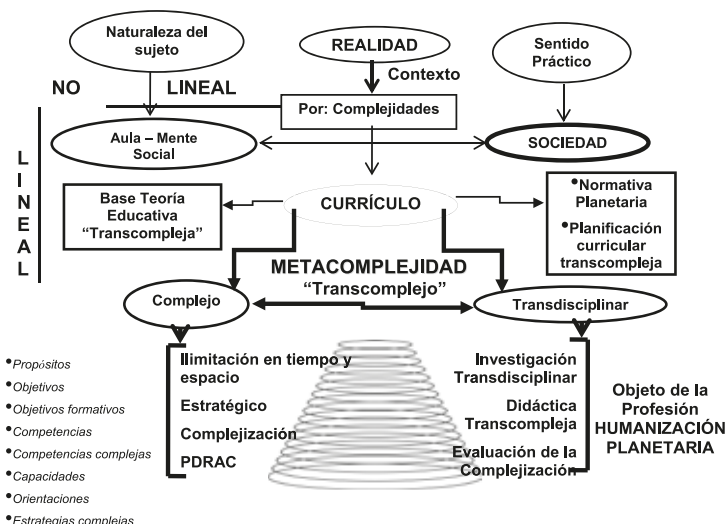 Naturaleza del
sujeto
REALIDAD
Sentido
Práctico
Contexto
NO LINEAL
Por: Complejidades
LINEAL
Aula – Mente
Social
SOCIEDAD
Base Teoría
Educativa
“Transcompleja”
CURRÍCULO
•Normativa
Planetaria
•Planificación
curricular
transcompleja
METACOMPLEJIDAD
“Transcomplejo”
Complejo
Transdisciplinar
•Propósitos
•Objetivos
•Objetivos formativos
•Competencias
•Competencias complejas
•Capacidades
•Orientaciones
•Estrategias complejas
Ilimitación en tiempo y
espacio
Estratégico
Complejización
PDRAC
Investigación
Transdisciplinar
Didáctica
Transcompleja
Evaluación de la
Complejización
Objeto de la
Profesión
HUMANIZACIÓN
PLANETARIA